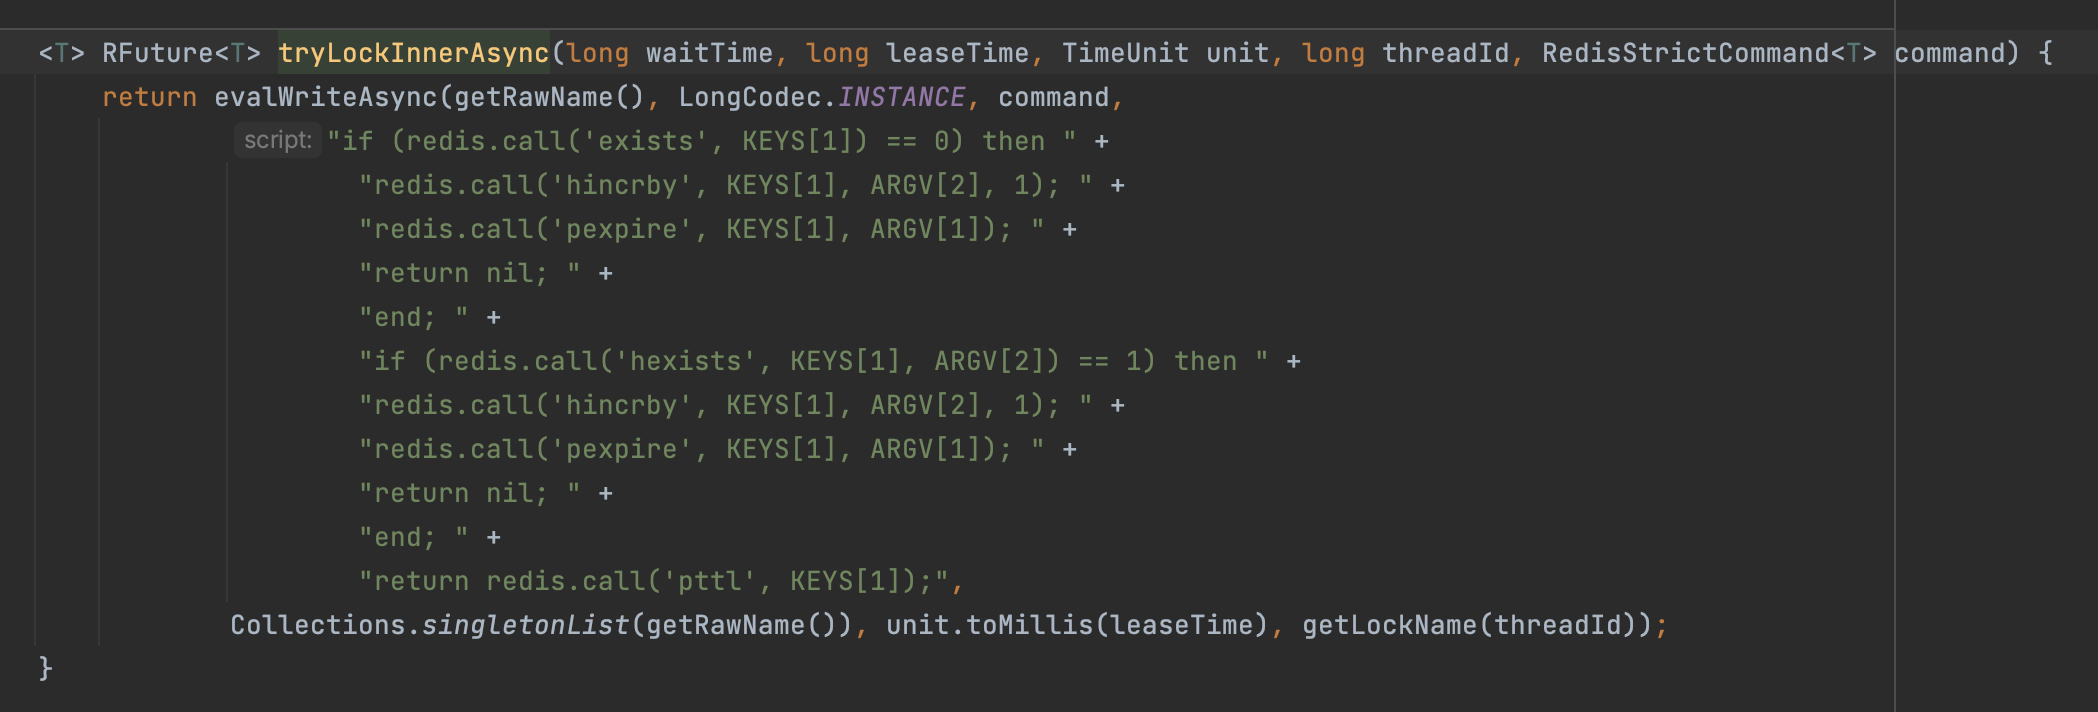 <T> RFuture<T> tryLockInnerAsync(long waitTime, long leaseTime, TimeUnit unit, long threadId, RedisStrictCommand<T> command) {
return evalWriteAsync(getRawName(), LongCodec.INSTANCE, command,
script: "if (redis.call('exists', KEYS[1]) == 0) then " +
"redis.call('hincrby', KEYS[1], ARGV[2], 1); " +
"redis.call('pexpire', KEYS[1], ARGV[1]); " +
"return nil; " +
"end; " +
"if (redis.call('hexists', KEYS[1], ARGV[2]) == 1) then " +
"redis.call('hincrby', KEYS[1], ARGV[2], 1); " +
"redis.call('pexpire', KEYS[1], ARGV[1]); " +
"return nil; " +
"end; " +
"return redis.call('pttl', KEYS[1]);",
Collections.singletonList(getRawName()), unit.toMillis(leaseTime), getLockName(threadId));
}